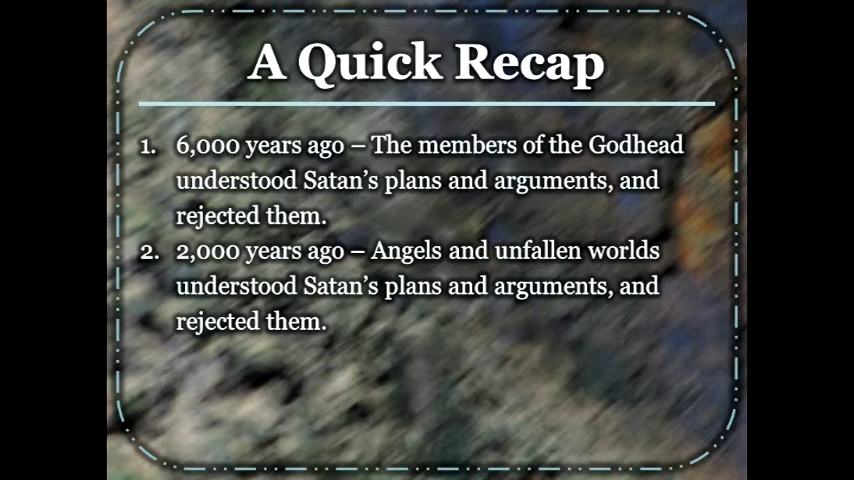 A Quick Recap
1. 6,000 years ago – The members of the Godhead
understood Satan's plans and arguments, and
rejected them.
2. 2,000 years ago – Angels and unfallen worlds
understood Satan's plans and arguments, and
rejected them.